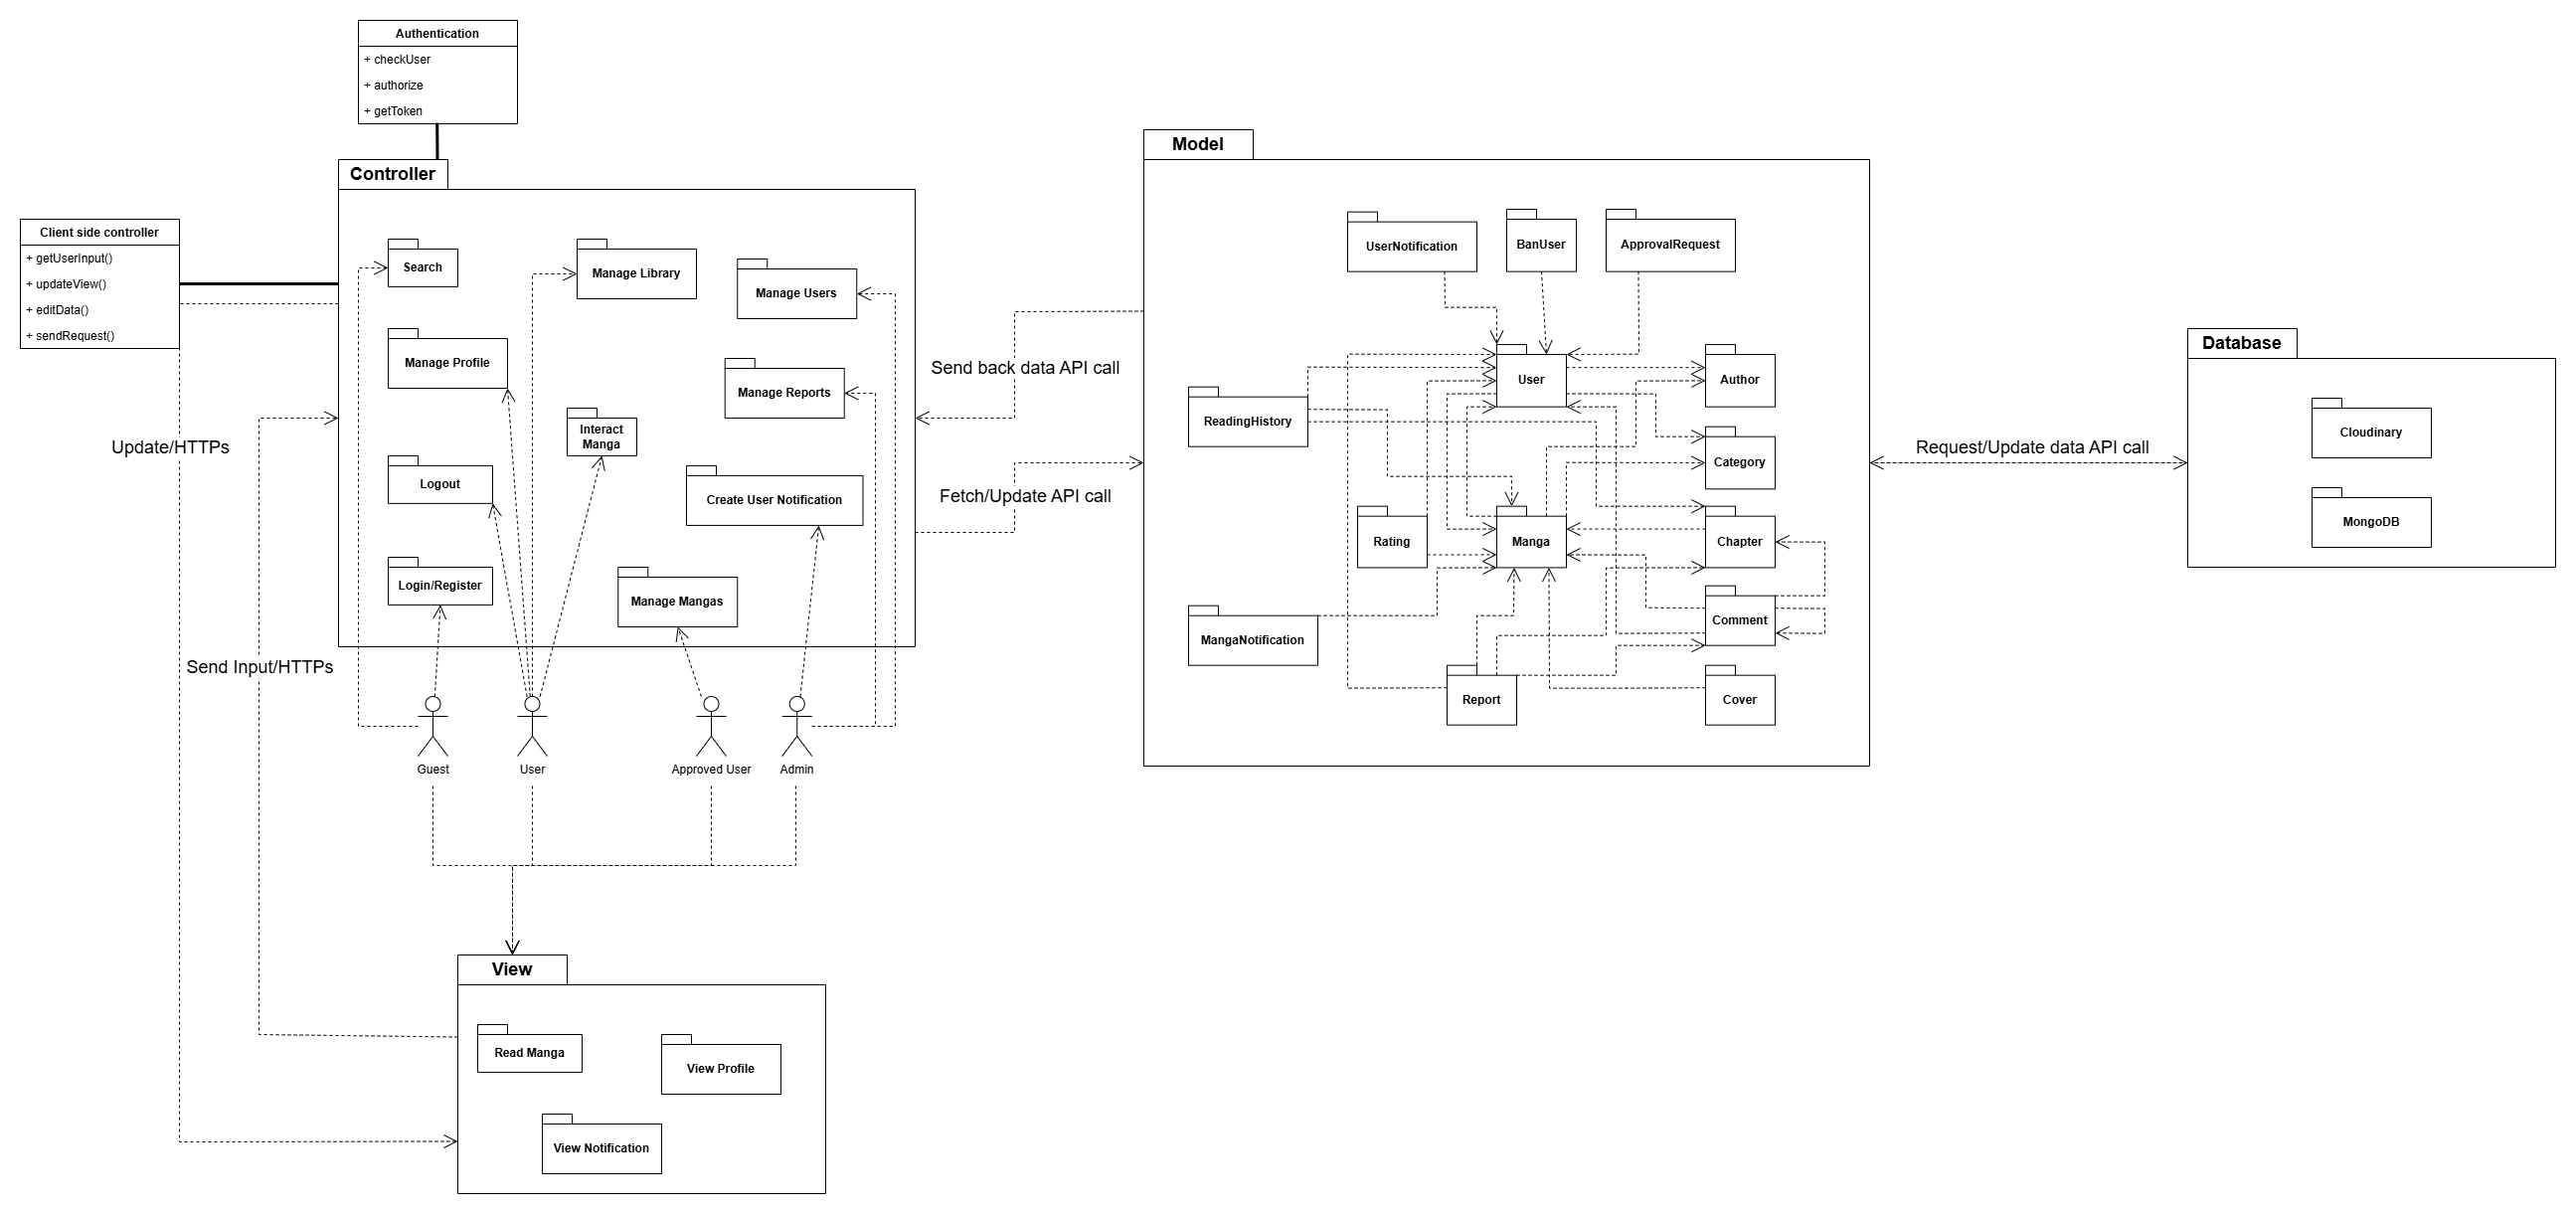 Authentication
+ checkUser
+ authorize
+ getToken
Client side controller
+ getUserInput()
+ updateView()
+ editData()
+ sendRequest()
Controller
Search
Manage Library
Manage Users
Manage Profile
Manage Reports
Interact
Manga
Logout
Create User Notification
Login/Register
Manage Mangas
Guest
User
Approved User
Admin
Update/HTTPs
Send Input/HTTPs
View
Read Manga
View Profile
View Notification
Send back data API call
Fetch/Update API call
Model
UserNotification
BanUser
ApprovalRequest
User
Author
ReadingHistory
Category
Rating
Manga
Chapter
MangaNotification
Comment
Report
Cover
Request/Update data API call
Database
Cloudinary
MongoDB